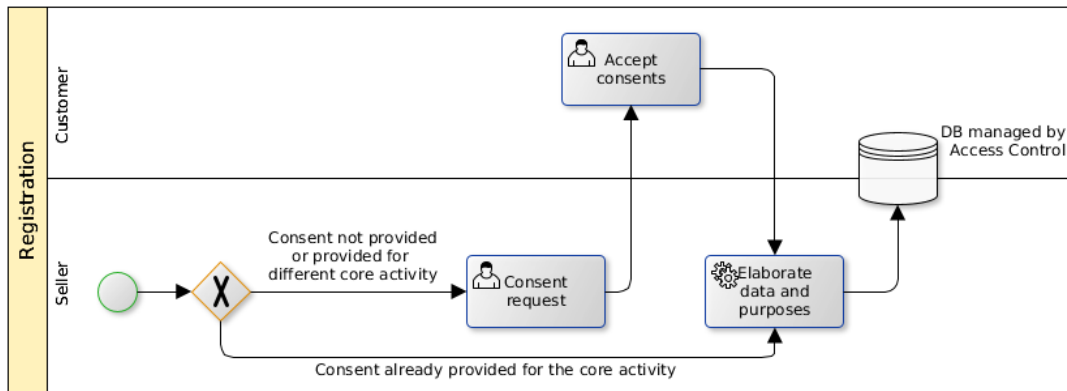 Registration
Customer
Accept
consents
DB managed by
Access Control
Seller
Consent not provided
or provided for
different core activity
Consent
request
Elaborate
data and
purposes
Consent already provided for the core activity